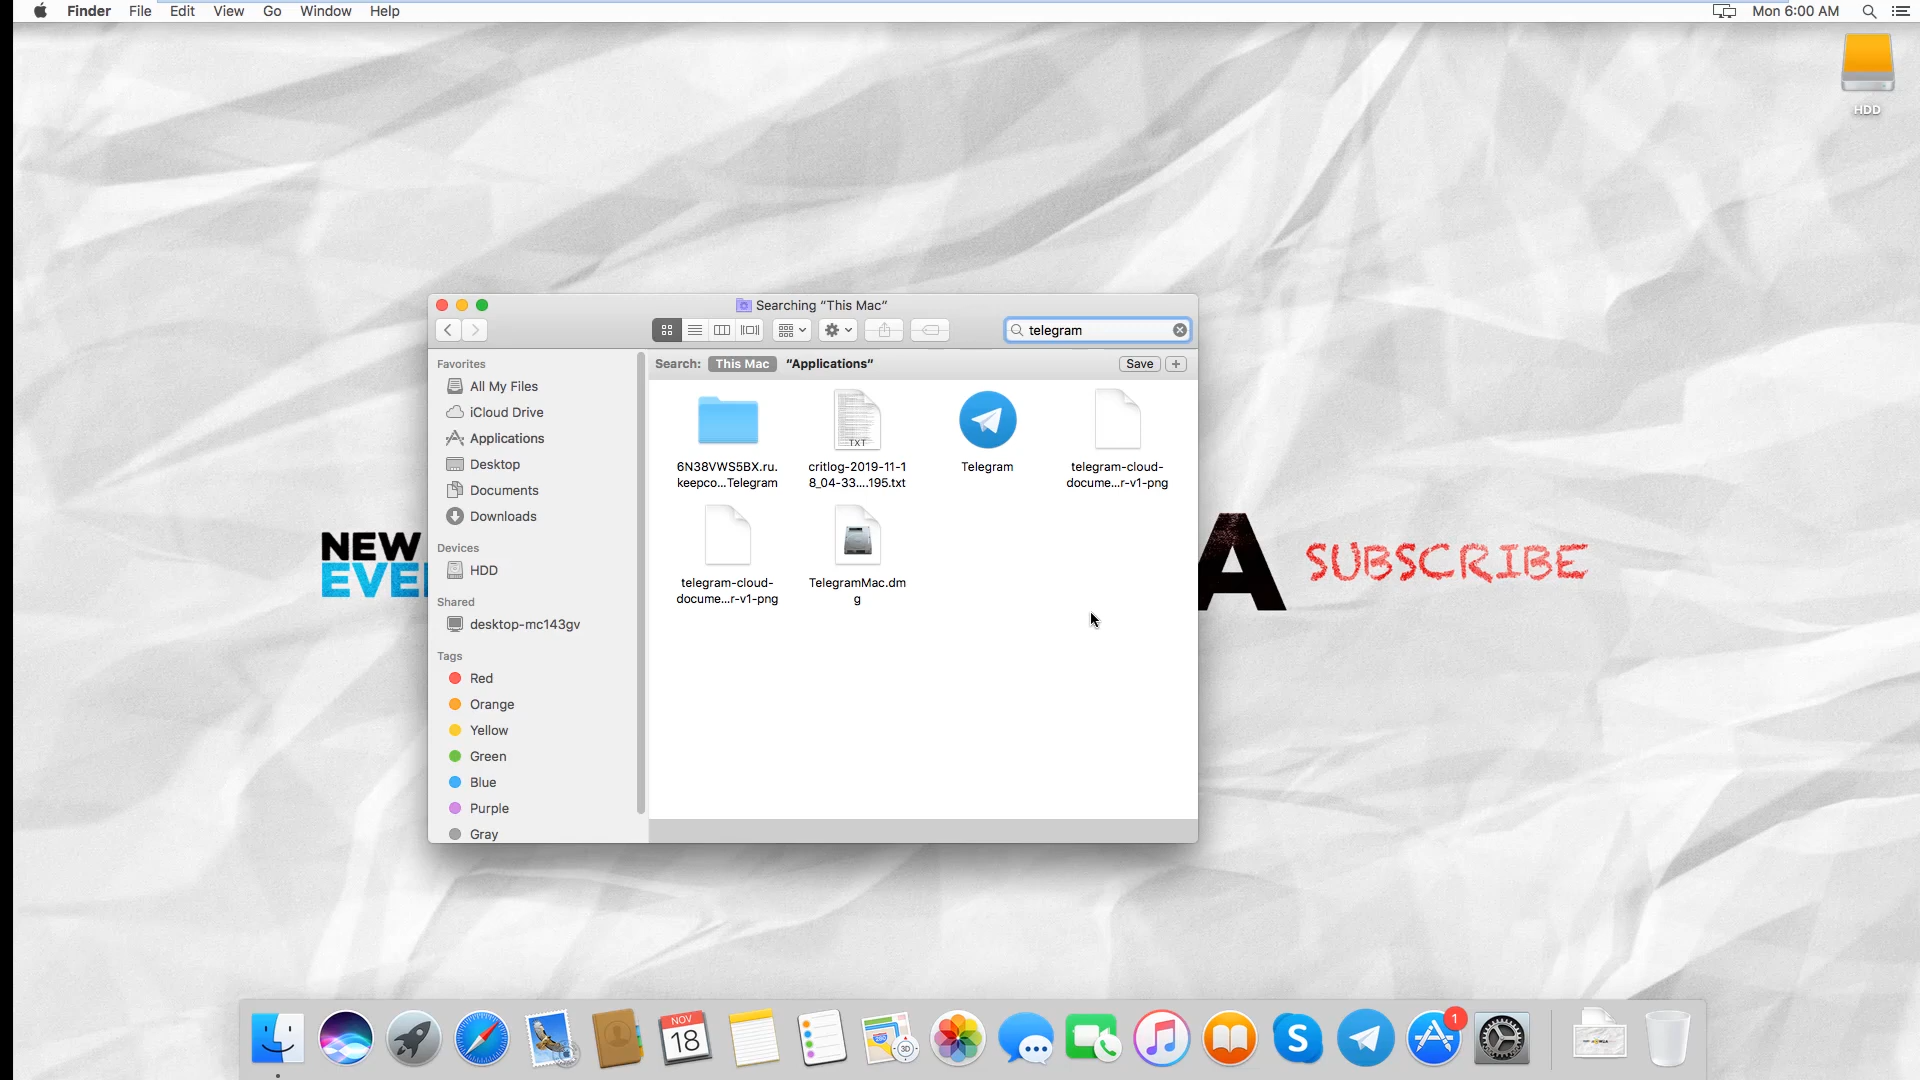 Finder File Edit View Go Window Help
Mon 6:00 AM
HDD
Searching “This Mac”
telegram
Search: This Mac “Applications” Save +
Favorites
All My Files
iCloud Drive
Applications
Desktop
Documents
Downloads
Devices
HDD
Shared
desktop-mc143gv
Tags
Red
Orange
Yellow
Green
Blue
Purple
Gray
6N38VWS5BX.ru.
keepco...Telegram
critlog-2019-11-1
8_04-33....195.txt
TXT
Telegram
telegram-cloud-
docume...r-v1-png
telegram-cloud-
docume...r-v1-png
TelegramMac.dm
g
NEW
EVE
A
SUBSCRIBE
NOV
18
280
3D
S
1